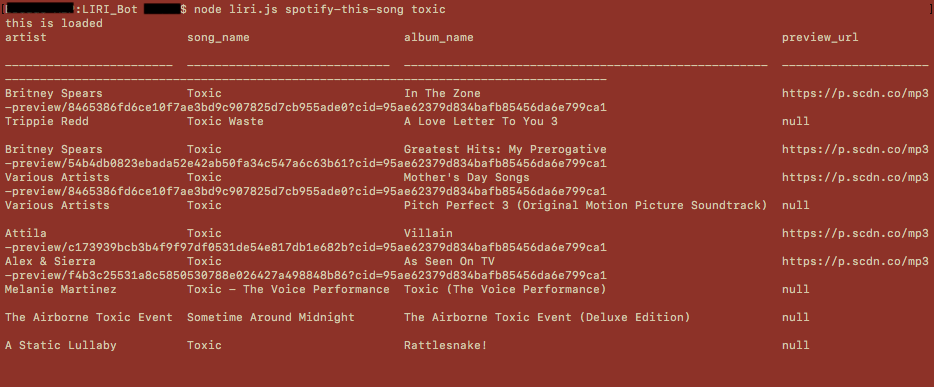 [ :LIRI_Bot $ node liri.js spotify-this-song toxic ]
this is loaded
artist song_name album_name preview_url
________________________ _____________________________ ____________________________________________________ _____________________
______________________________________________________________________________________
Britney Spears Toxic In The Zone https://p.scdn.co/mp3
-preview/8465386fd6ce10f7ae3bd9c907825d7cb955ade0?cid=95ae62379d834bafb85456da6e799ca1
Trippie Redd Toxic Waste A Love Letter To You 3 null
Britney Spears Toxic Greatest Hits: My Prerogative https://p.scdn.co/mp3
-preview/54b4db0823ebada52e42ab50fa34c547a6c63b61?cid=95ae62379d834bafb85456da6e799ca1
Various Artists Toxic Mother's Day Songs https://p.scdn.co/mp3
-preview/8465386fd6ce10f7ae3bd9c907825d7cb955ade0?cid=95ae62379d834bafb85456da6e799ca1
Various Artists Toxic Pitch Perfect 3 (Original Motion Picture Soundtrack) null
Attila Toxic Villain https://p.scdn.co/mp3
-preview/c173939bcb3b4f9f97df0531de54e817db1e682b?cid=95ae62379d834bafb85456da6e799ca1
Alex & Sierra Toxic As Seen On TV https://p.scdn.co/mp3
-preview/f4b3c25531a8c5850530788e026427a498848b86?cid=95ae62379d834bafb85456da6e799ca1
Melanie Martinez Toxic - The Voice Performance Toxic (The Voice Performance) null
The Airborne Toxic Event Sometime Around Midnight The Airborne Toxic Event (Deluxe Edition) null
A Static Lullaby Toxic Rattlesnake! null